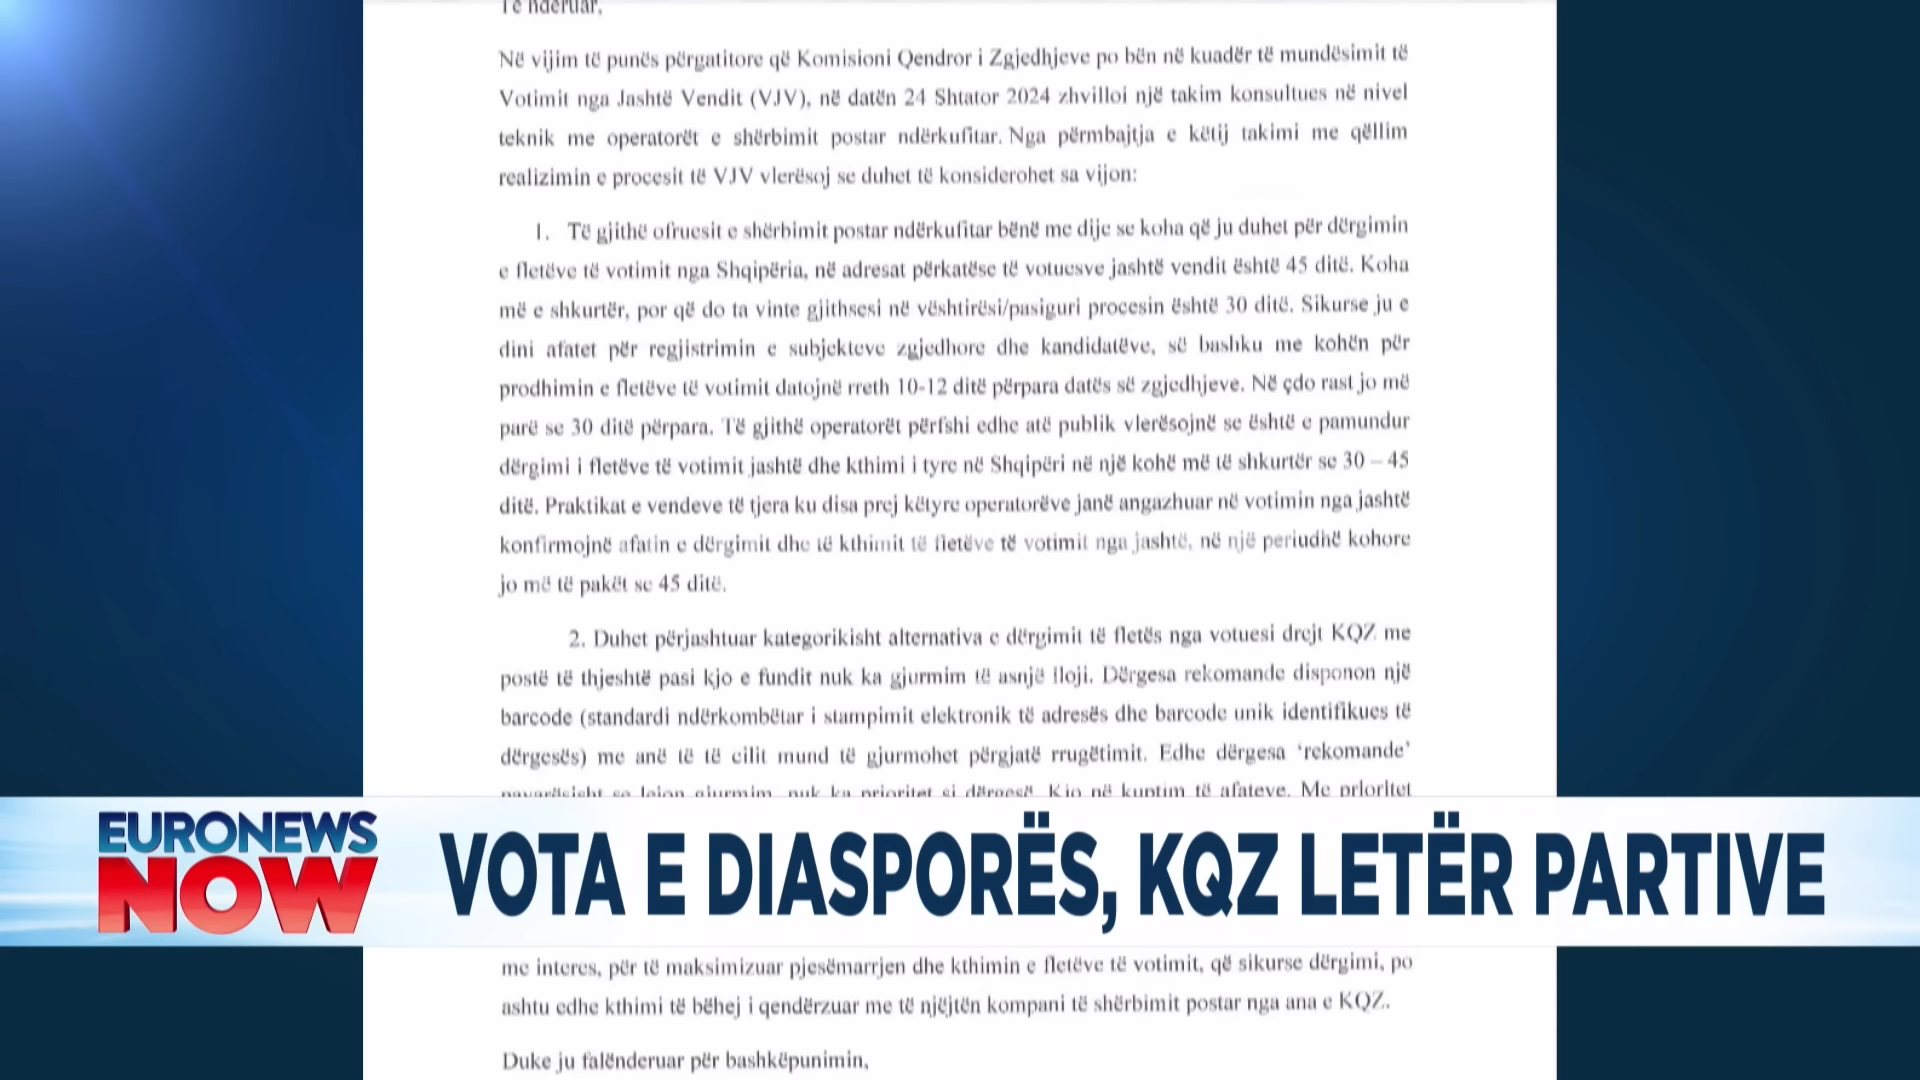 Të nderuar,
Në vijim të punës përgatitore që Komisioni Qendror i Zgjedhjeve po bën në kuadër të mundësimit të
Votimit nga Jashtë Vendit (VJV), në datën 24 Shtator 2024 zhvilloi një takim konsultues në nivel
teknik me operatorët e shërbimit postar ndërkufitar. Nga përmbajtja e këtij takimi me qëllim
realizimin e procesit të VJV vlerësoj se duhet të konsiderohet sa vijon:
1. Të gjithë ofruesit e shërbimit postar ndërkufitar bënë me dije se koha që ju duhet për dërgimin
e fletëve të votimit nga Shqipëria, në adresat përkatëse të votuesve jashtë vendit është 45 ditë. Koha
më e shkurtër, por që do ta vinte gjithsesi në vështirësi/pasiguri procesin është 30 ditë. Sikurse ju e
dini afatet për regjistrimin e subjekteve zgjedhore dhe kandidatëve, së bashku me kohën për
prodhimin e fletëve të votimit datojnë rreth 10-12 ditë përpara datës së zgjedhjeve. Në çdo rast jo më
parë se 30 ditë përpara. Të gjithë operatorët përfshi edhe atë publik vlerësojnë se është e pamundur
dërgimi i fletëve të votimit jashtë dhe kthimi i tyre në Shqipëri në një kohë më të shkurtër se 30 – 45
ditë. Praktikat e vendeve të tjera ku disa prej këtyre operatorëve janë angazhuar në votimin nga jashtë
konfirmojnë afatin e dërgimit dhe të kthimit të fletëve të votimit nga jashtë, në një periudhë kohore
jo më të pakët se 45 ditë.
2. Duhet përjashtuar kategorikisht alternativa e dërgimit të fletës nga votuesi drejt KQZ me
postë të thjeshtë pasi kjo e fundit nuk ka gjurmim të asnjë lloji. Dërgesa rekomande disponon një
barcode (standardi ndërkombëtar i stampimit elektronik të adresës dhe barcode unik identifikues të
dërgesës) me anë të të cilit mund të gjurmohet përgjatë rrugëtimit. Edhe dërgesa ‘rekomande’
pavarësisht se lejon gjurmim, nuk ka prioritet si dërgesë. Kjo në kuptim të afateve. Me prioritet
EURONEWS
NOW
VOTA E DIASPORËS, KQZ LETËR PARTIVE
me interes, për të maksimizuar pjesëmarrjen dhe kthimin e fletëve të votimit, që sikurse dërgimi, po
ashtu edhe kthimi të bëhej i qendërzuar me të njëjtën kompani të shërbimit postar nga ana e KQZ.
Duke ju falënderuar për bashkëpunimin,